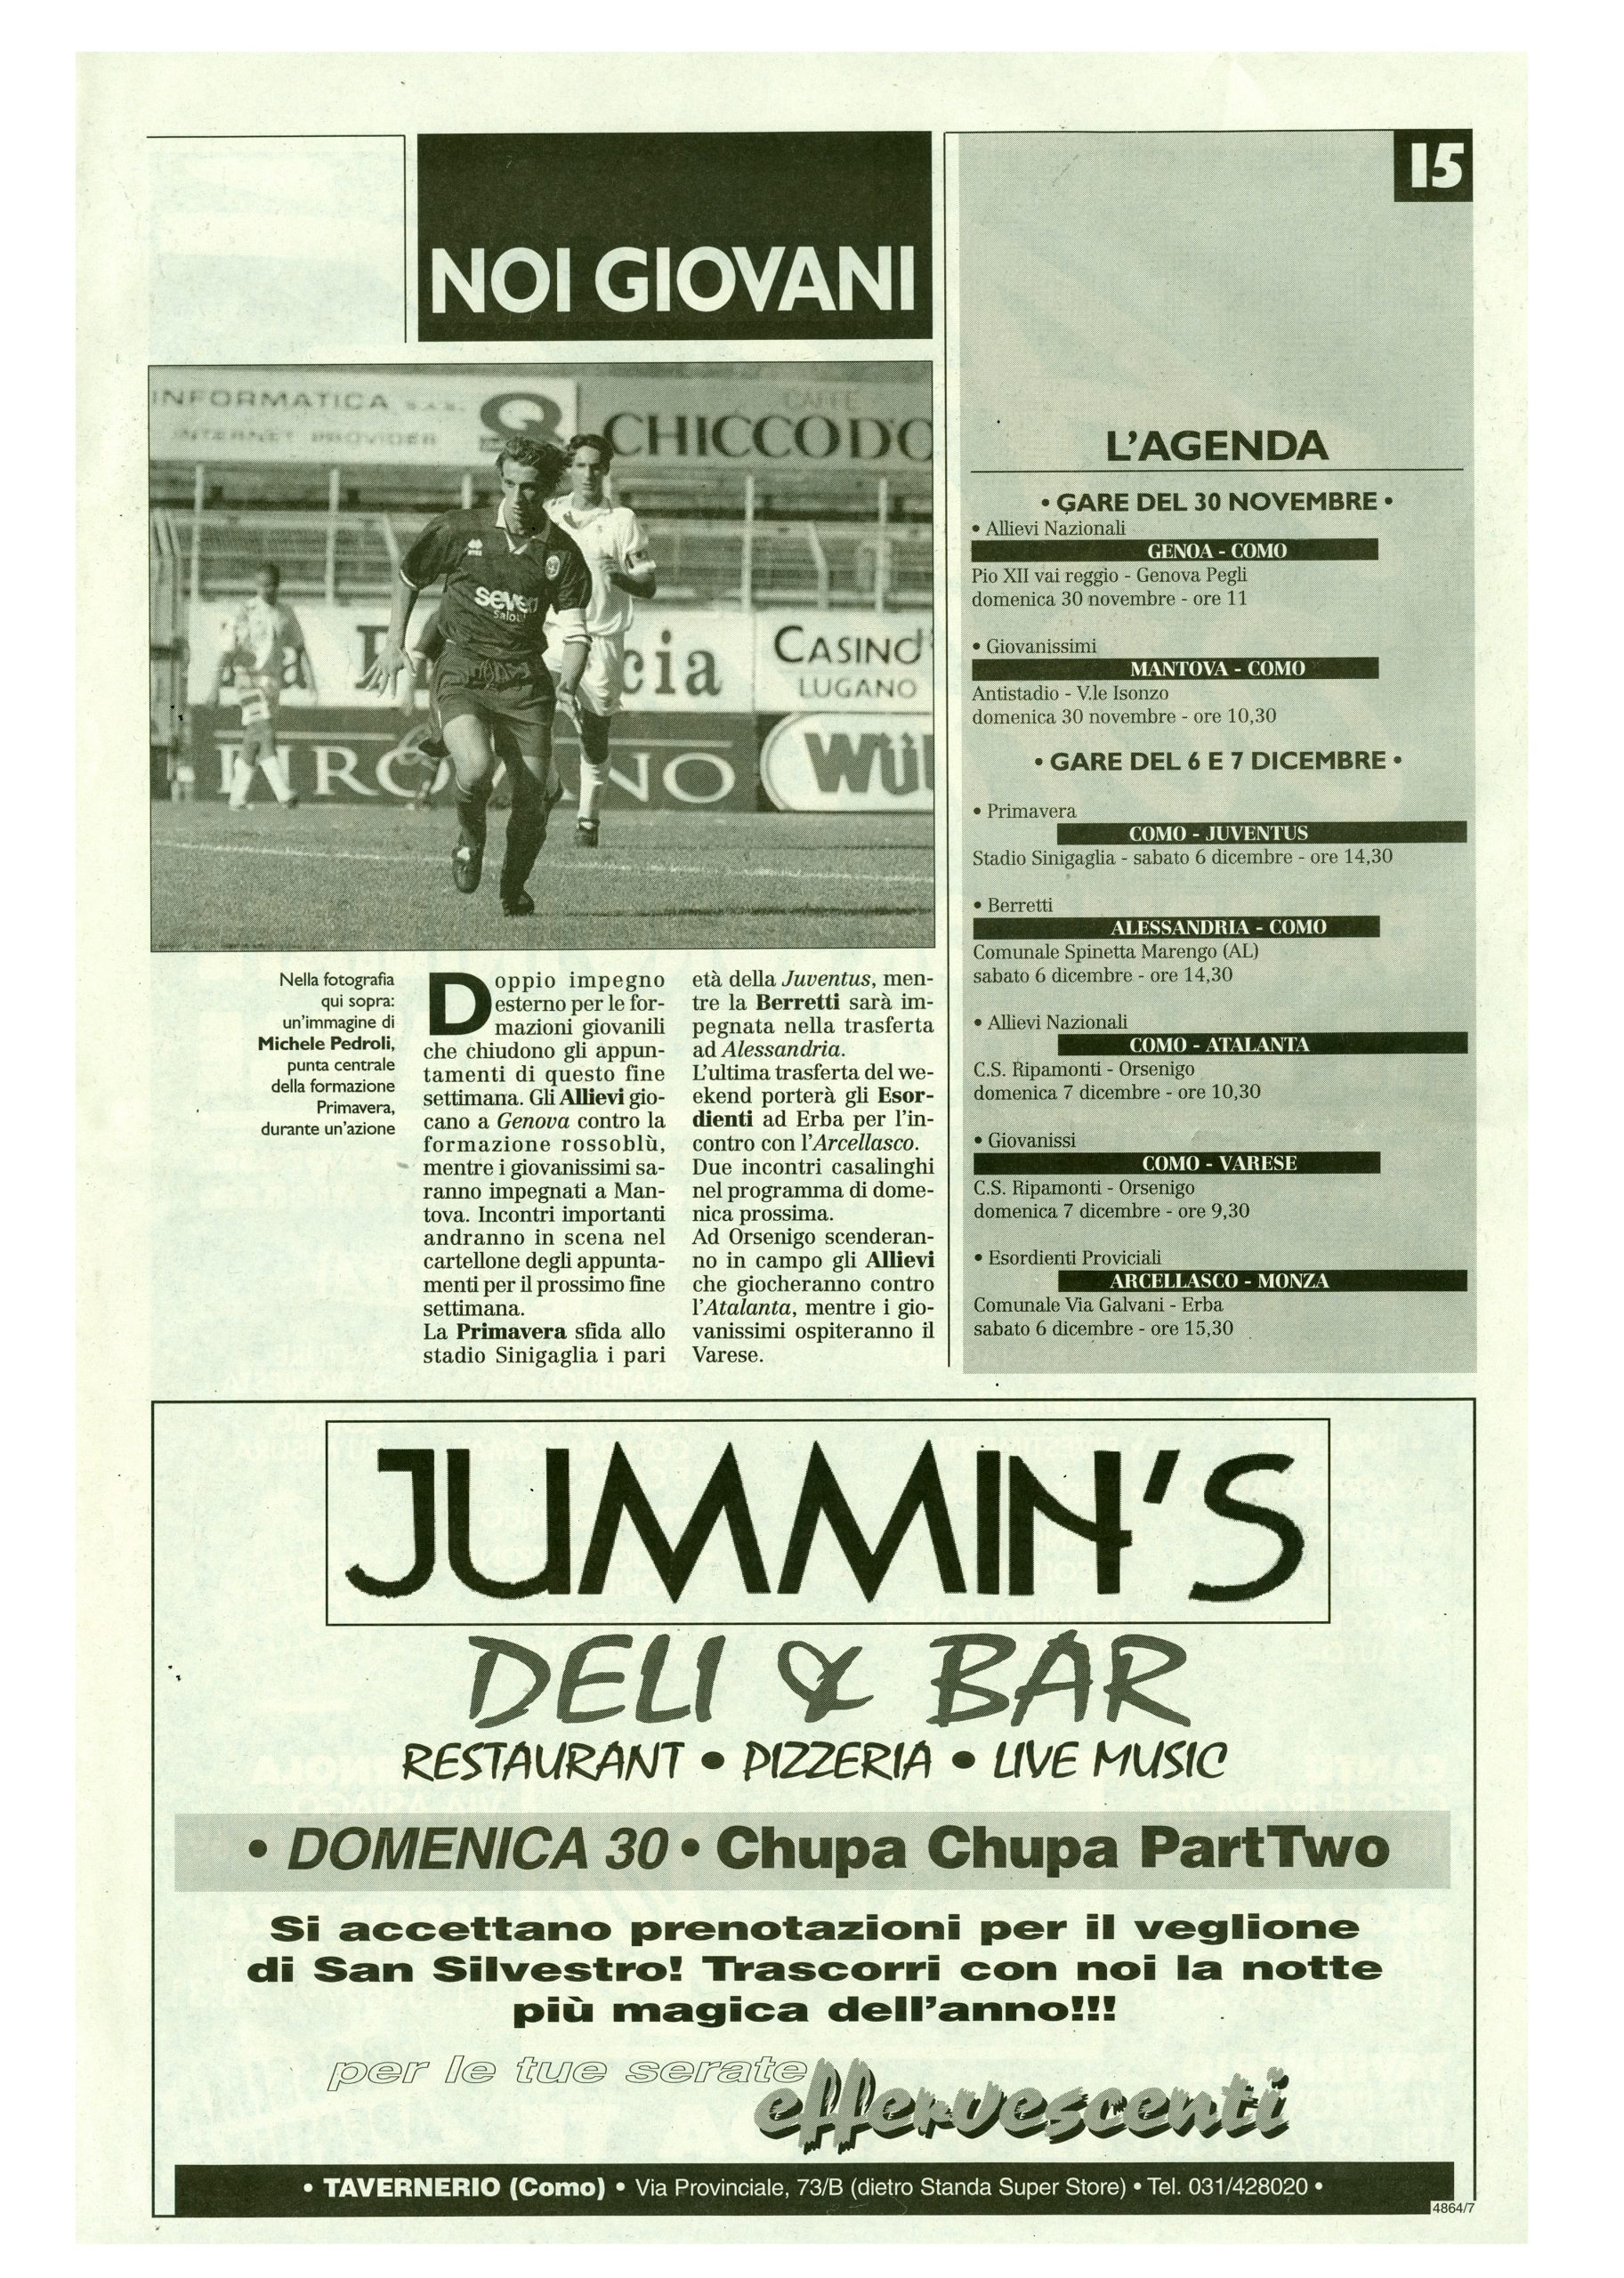 15
NOI GIOVANI
INFORMATICA s.a.s.
INTERNET PROVIDER
CAFFÈ
CHICCO D'O
seven
CASINO'
LUGANO
cia
WÜ
Nella fotografia
qui sopra:
un'immagine di
Michele Pedroli,
punta centrale
della formazione
Primavera,
durante un'azione
Doppio impegno
esterno per le for-
mazioni giovanili
che chiudono gli appun-
tamenti di questo fine
settimana. Gli Allievi gio-
cano a Genova contro la
formazione rossoblù,
mentre i giovanissimi sa-
ranno impegnati a Man-
tova. Incontri importanti
andranno in scena nel
cartellone degli appunta-
menti per il prossimo fine
settimana.
La Primavera sfida allo
stadio Sinigaglia i pari
età della Juventus, men-
tre la Berretti sarà im-
pegnata nella trasferta
ad Alessandria.
L'ultima trasferta del we-
ekend porterà gli Esor-
dienti ad Erba per l'in-
contro con l'Arcellasco.
Due incontri casalinghi
nel programma di dome-
nica prossima.
Ad Orsenigo scenderan-
no in campo gli Allievi
che giocheranno contro
l'Atalanta, mentre i gio-
vanissimi ospiteranno il
Varese.
L'AGENDA
• GARE DEL 30 NOVEMBRE •
• Allievi Nazionali
GENOA - COMO
Pio XII vai reggio - Genova Pegli
domenica 30 novembre - ore 11
• Giovanissimi
MANTOVA - COMO
Antistadio - V.le Isonzo
domenica 30 novembre - ore 10,30
• GARE DEL 6 E 7 DICEMBRE •
• Primavera
COMO - JUVENTUS
Stadio Sinigaglia - sabato 6 dicembre - ore 14,30
• Berretti
ALESSANDRIA - COMO
Comunale Spinetta Marengo (AL)
sabato 6 dicembre - ore 14,30
• Allievi Nazionali
COMO - ATALANTA
C.S. Ripamonti - Orsenigo
domenica 7 dicembre - ore 10,30
• Giovanissi
COMO - VARESE
C.S. Ripamonti - Orsenigo
domenica 7 dicembre - ore 9,30
• Esordienti Proviciali
ARCELLASCO - MONZA
Comunale Via Galvani - Erba
sabato 6 dicembre - ore 15,30
JUMMIN'S
DELI & BAR
RESTAURANT • PIZZERIA • LIVE MUSIC
• DOMENICA 30 • Chupa Chupa PartTwo
Si accettano prenotazioni per il veglione
di San Silvestro! Trascorri con noi la notte
più magica dell'anno!!!
per le tue serate
effervescenti
• TAVERNERIO (Como) • Via Provinciale, 73/B (dietro Standa Super Store) • Tel. 031/428020 •
4864/7